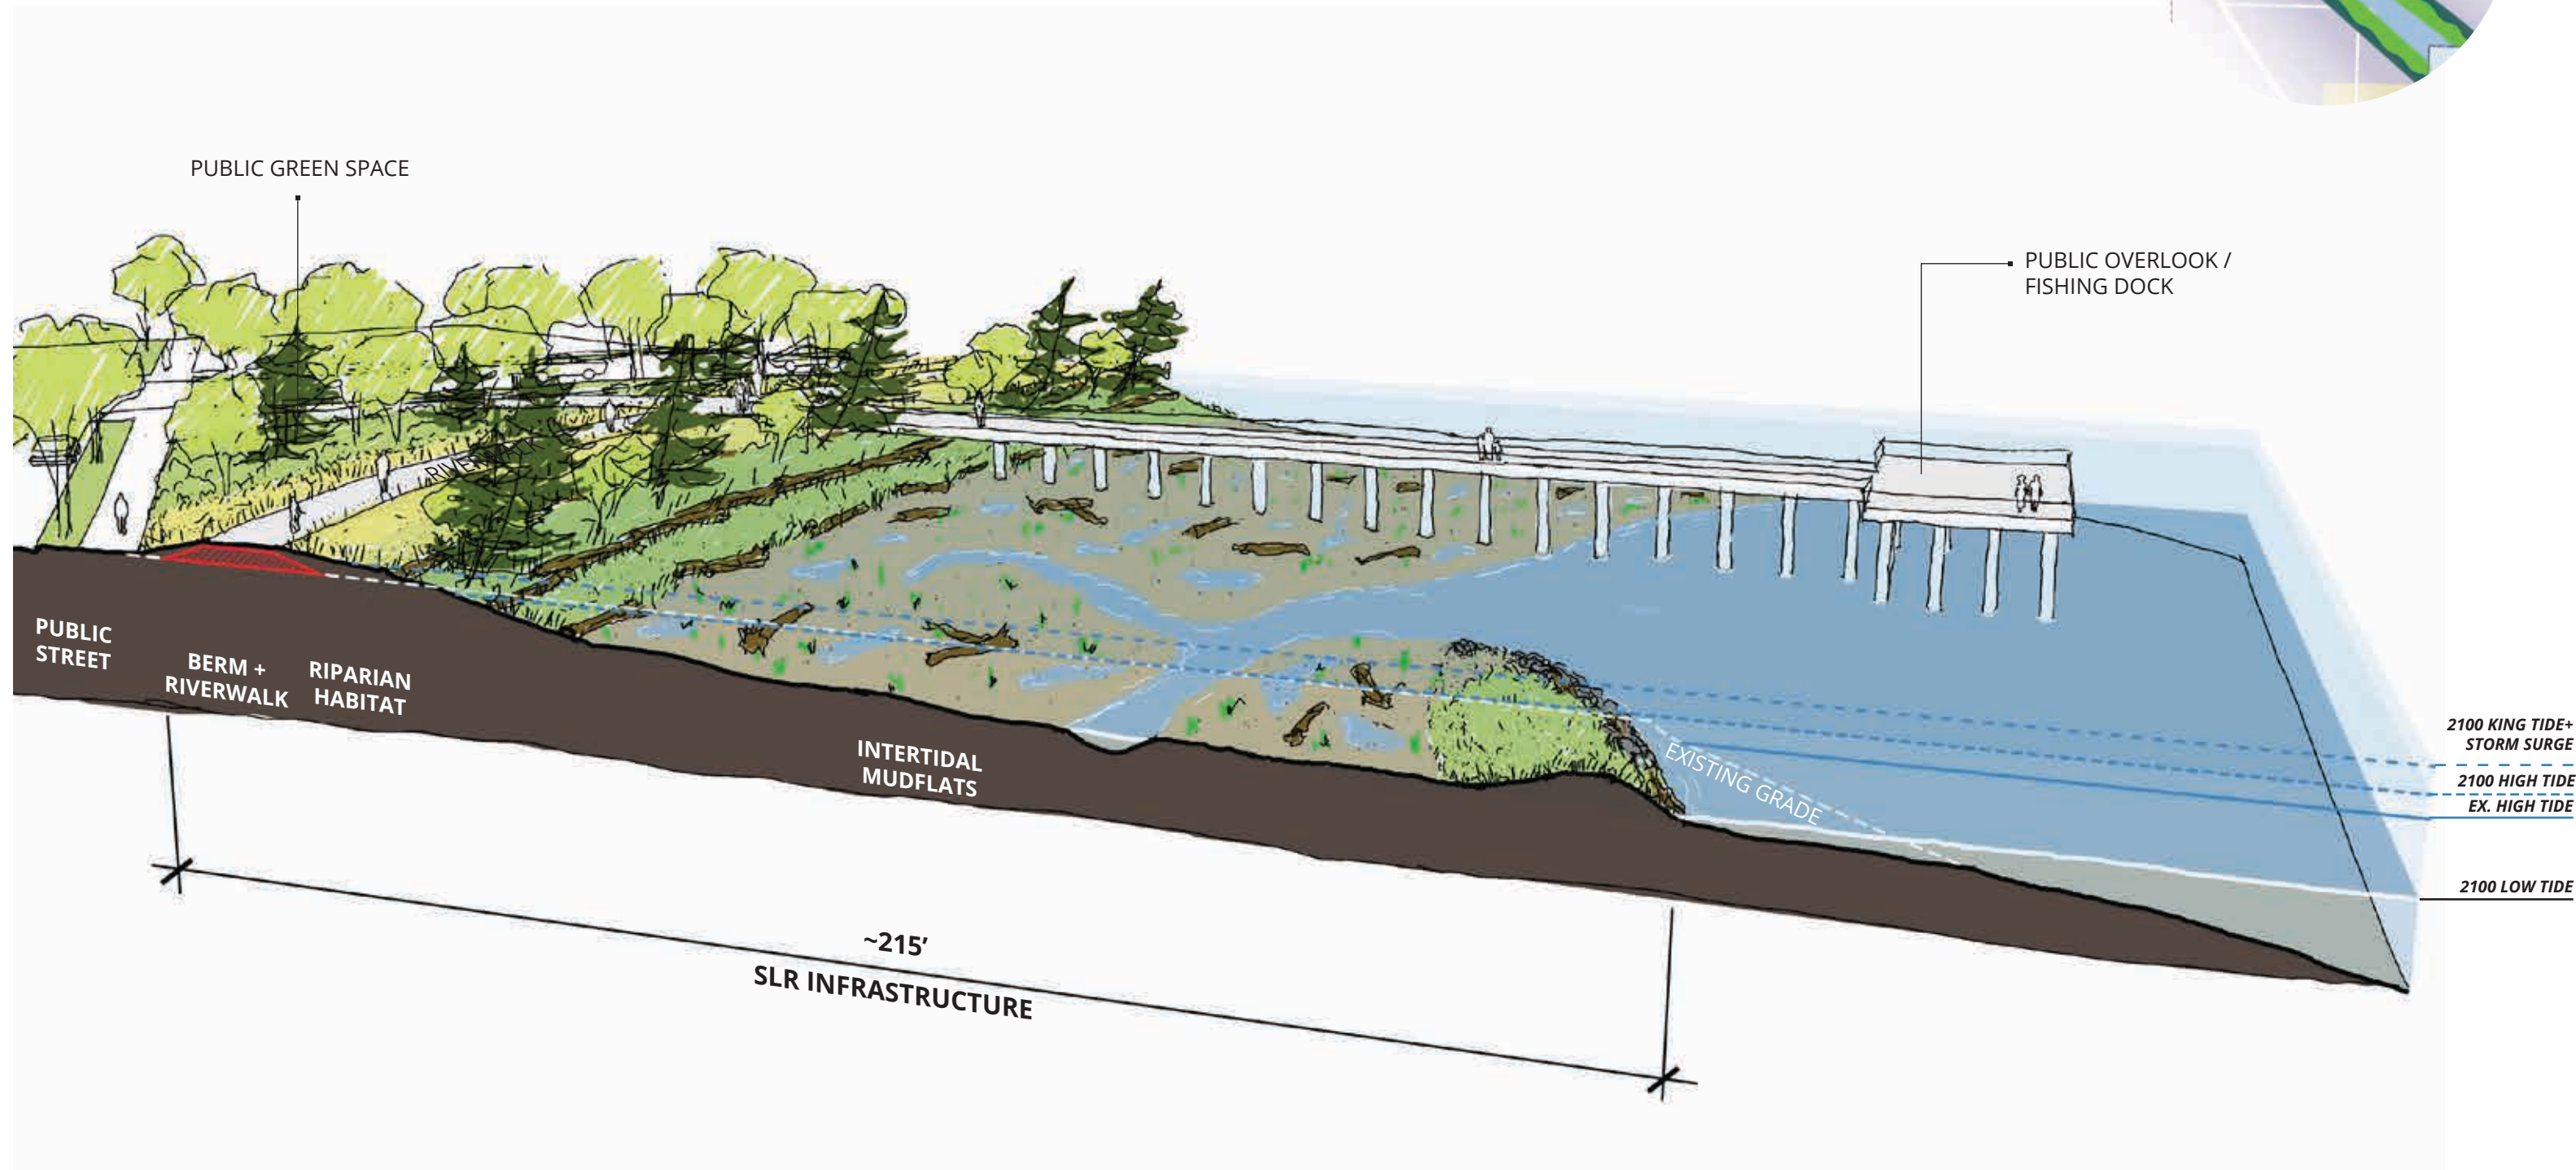 PUBLIC GREEN SPACE
PUBLIC OVERLOOK /
FISHING DOCK
PUBLIC
STREET
BERM +
RIVERWALK
RIPARIAN
HABITAT
INTERTIDAL
MUDFLATS
EXISTING GRADE
2100 KING TIDE+
STORM SURGE
2100 HIGH TIDE
EX. HIGH TIDE
2100 LOW TIDE
~215’
SLR INFRASTRUCTURE